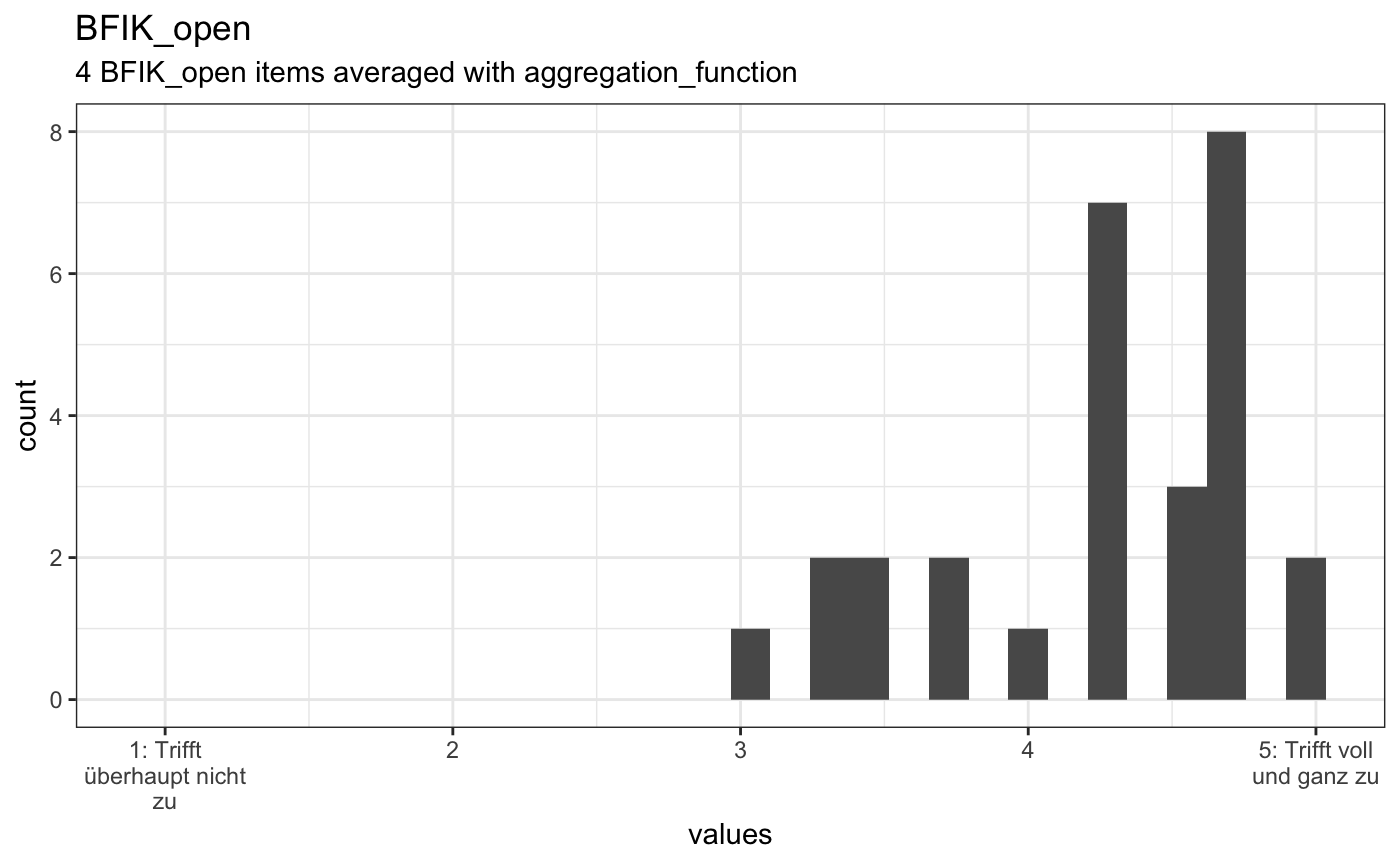 BFIK_open
4 BFIK_open items averaged with aggregation_function
8
6
4
2
0
count
1: Trifft
überhaupt nicht
zu
2
3
4
5: Trifft voll
und ganz zu
values